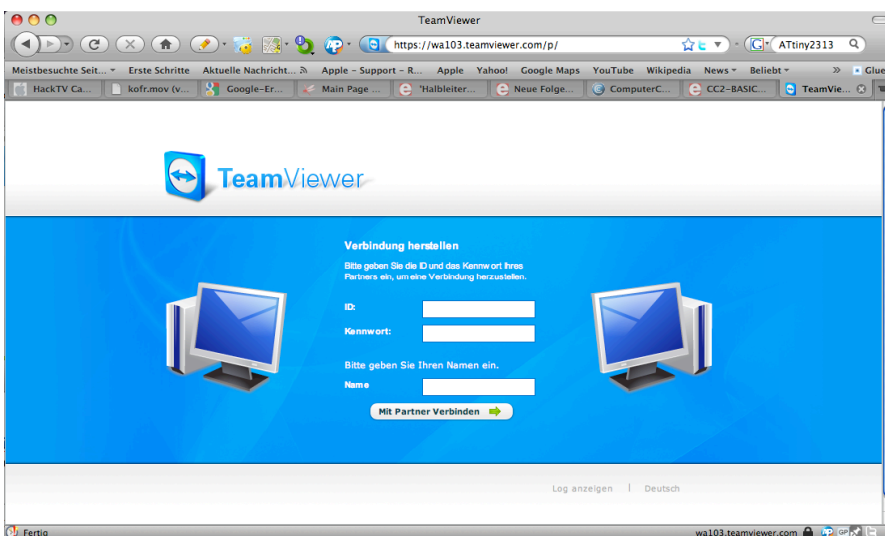 TeamViewer
https://wa103.teamviewer.com/p/
ATtiny2313
Meistbesuchte Seit... Erste Schritte Aktuelle Nachricht... Apple - Support - R... Apple Yahoo! Google Maps YouTube Wikipedia News Beliebt » Glue
HackTV Ca... kofr.mov (v... Google-Er... Main Page ... "Halbleiter... Neue Folge... ComputerC... CC2-BASIC... TeamVie...
TeamViewer
Verbindung herstellen
Bitte geben Sie die ID und das Kennwort Ihres
Partners ein, um eine Verbindung herzustellen.
ID:
Kennwort:
Bitte geben Sie Ihren Namen ein.
Name
Mit Partner Verbinden
Log anzeigen | Deutsch
Fertig wa103.teamviewer.com GP